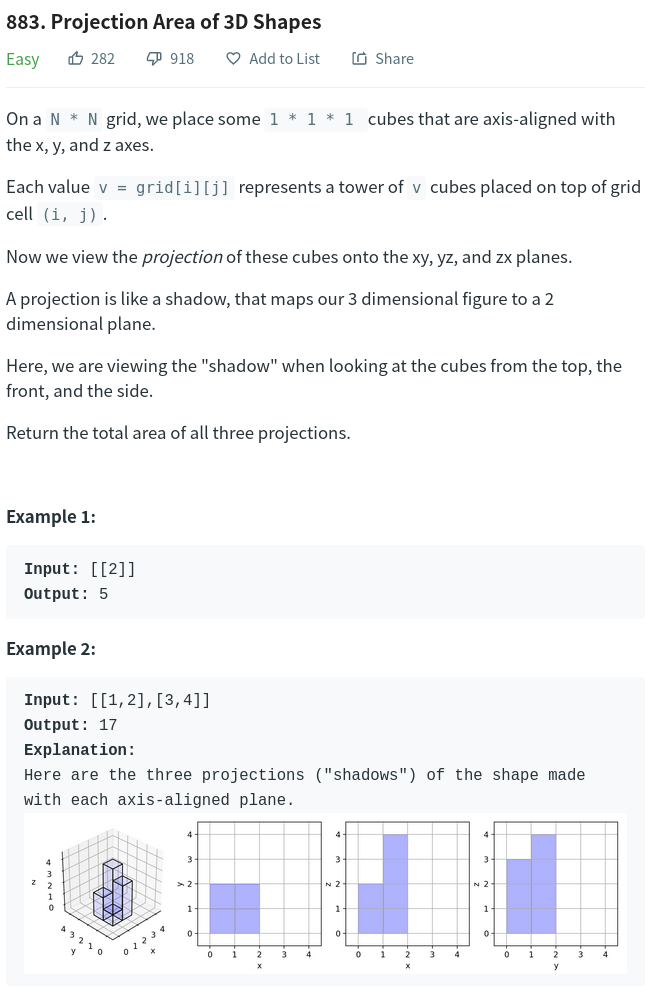 883. Projection Area of 3D Shapes
Easy 282 918 Add to List Share
On a N * N grid, we place some 1 * 1 * 1 cubes that are axis-aligned with
the x, y, and z axes.
Each value v = grid[i][j] represents a tower of v cubes placed on top of grid
cell (i, j).
Now we view the projection of these cubes onto the xy, yz, and zx planes.
A projection is like a shadow, that maps our 3 dimensional figure to a 2
dimensional plane.
Here, we are viewing the "shadow" when looking at the cubes from the top, the
front, and the side.
Return the total area of all three projections.
Example 1:
Input: [[2]]
Output: 5
Example 2:
Input: [[1,2],[3,4]]
Output: 17
Explanation:
Here are the three projections ("shadows") of the shape made
with each axis-aligned plane.
z
4
3
2
1
0
4 3 2 1 0
y
0 1 2 3 4
x
4
3
y 2
1
0
0 1 2 3 4
x
4
3
z 2
1
0
0 1 2 3 4
x
4
3
z 2
1
0
0 1 2 3 4
y